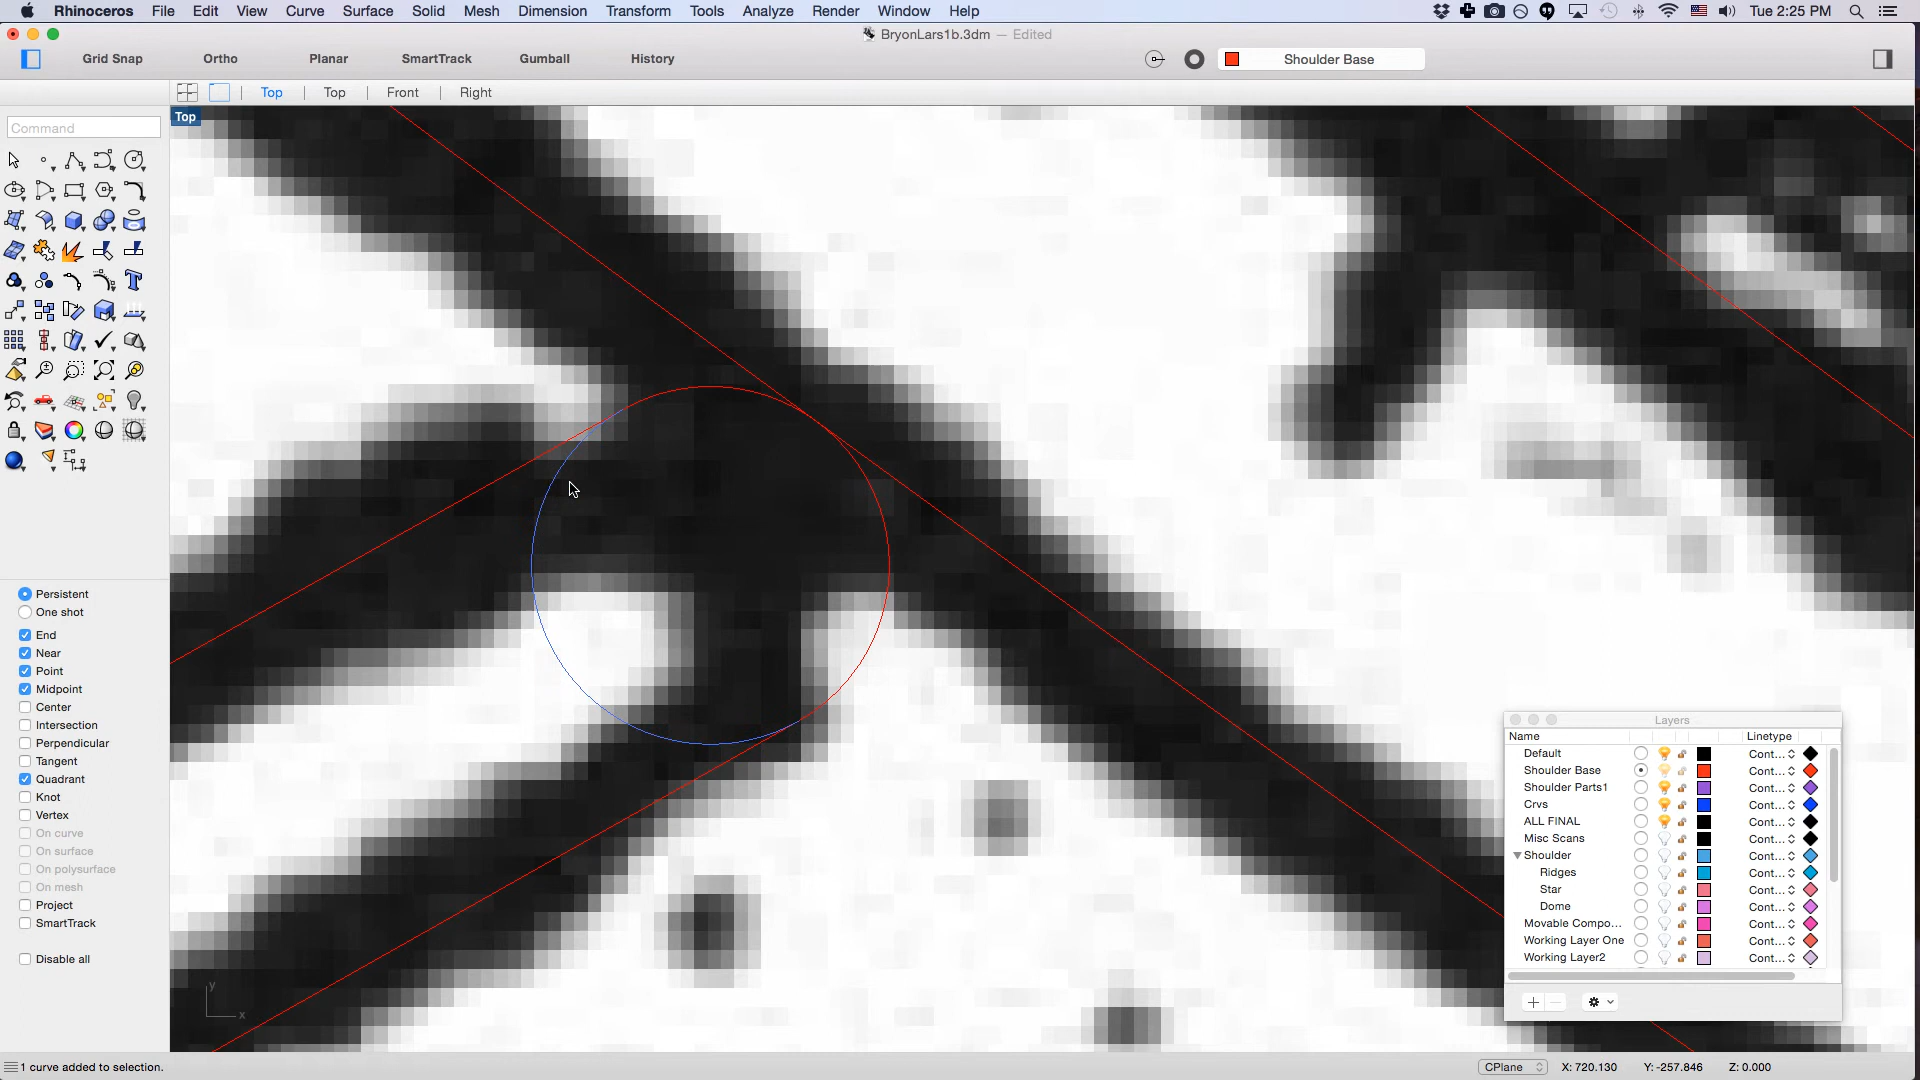 Rhinoceros File Edit View Curve Surface Solid Mesh Dimension Transform Tools Analyze Render Window Help Tue 2:25 PM
BryonLars1b.3dm — Edited
Grid Snap Ortho Planar SmartTrack Gumball History Shoulder Base
Top Top Front Right
Top
Command
Persistent
One shot
End
Near
Point
Midpoint
Center
Intersection
Perpendicular
Tangent
Quadrant
Knot
Vertex
On curve
On surface
On polysurface
On mesh
Project
SmartTrack
Disable all
y
x
Layers
Name Linetype
Default Cont...
Shoulder Base Cont...
Shoulder Parts1 Cont...
Crvs Cont...
ALL FINAL Cont...
Misc Scans Cont...
Shoulder Cont...
Ridges Cont...
Star Cont...
Dome Cont...
Movable Compo... Cont...
Working Layer One Cont...
Working Layer2 Cont...
1 curve added to selection. CPlane X: 720.130 Y: -257.846 Z: 0.000